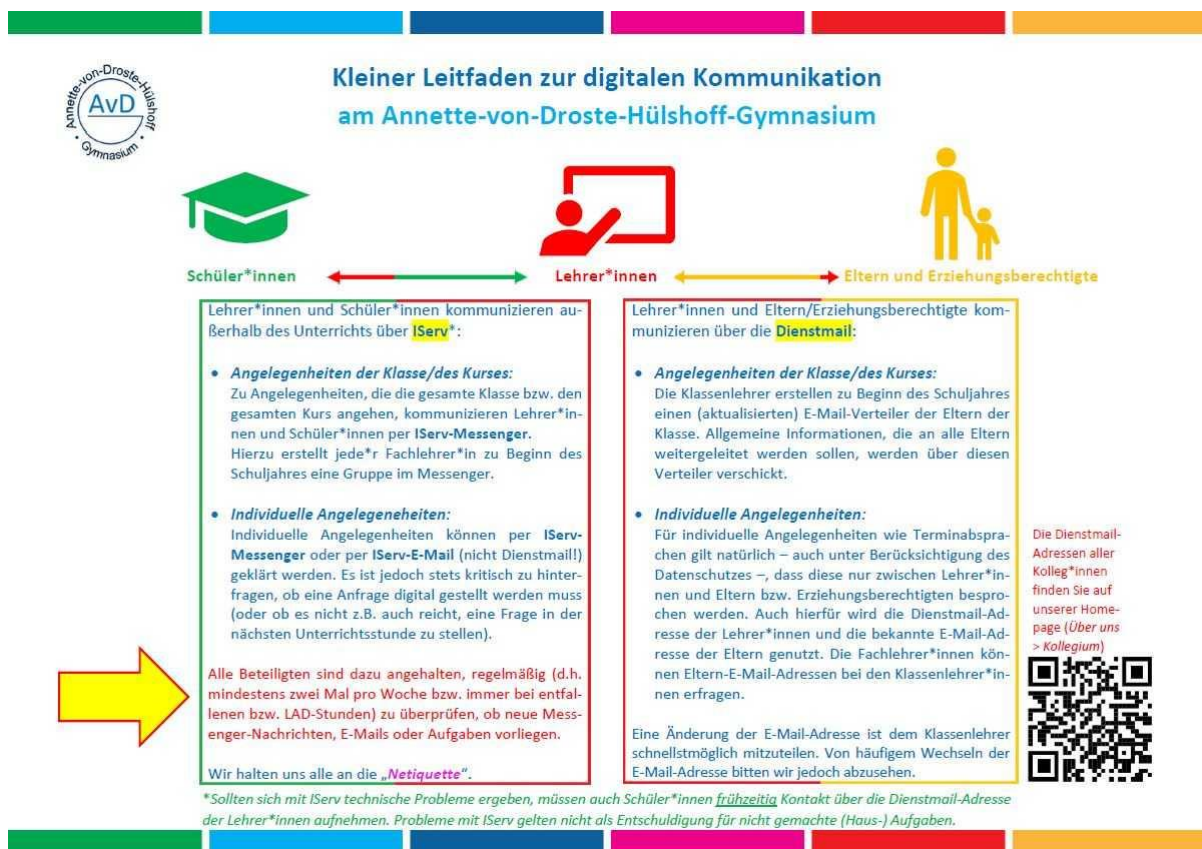 Annette-von-Droste-Hülshoff
AvD
Gymnasium
Kleiner Leitfaden zur digitalen Kommunikation
am Annette-von-Droste-Hülshoff-Gymnasium
Schüler*innen
Lehrer*innen
Eltern und Erziehungsberechtigte
Lehrer*innen und Schüler*innen kommunizieren au-
ßerhalb des Unterrichts über IServ*:
• Angelegenheiten der Klasse/des Kurses:
Zu Angelegenheiten, die die gesamte Klasse bzw. den
gesamten Kurs angehen, kommunizieren Lehrer*in-
nen und Schüler*innen per IServ-Messenger.
Hierzu erstellt jede*r Fachlehrer*in zu Beginn des
Schuljahres eine Gruppe im Messenger.
• Individuelle Angelegeneheiten:
Individuelle Angelegenheiten können per IServ-
Messenger oder per IServ-E-Mail (nicht Dienstmail!)
geklärt werden. Es ist jedoch stets kritisch zu hinter-
fragen, ob eine Anfrage digital gestellt werden muss
(oder ob es nicht z.B. auch reicht, eine Frage in der
nächsten Unterrichtsstunde zu stellen).
Alle Beteiligten sind dazu angehalten, regelmäßig (d.h.
mindestens zwei Mal pro Woche bzw. immer bei entfal-
lenen bzw. LAD-Stunden) zu überprüfen, ob neue Mess-
enger-Nachrichten, E-Mails oder Aufgaben vorliegen.
Wir halten uns alle an die „Netiquette“.
Lehrer*innen und Eltern/Erziehungsberechtigte kom-
munizieren über die Dienstmail:
• Angelegenheiten der Klasse/des Kurses:
Die Klassenlehrer erstellen zu Beginn des Schuljahres
einen (aktualisierten) E-Mail-Verteiler der Eltern der
Klasse. Allgemeine Informationen, die an alle Eltern
weitergeleitet werden sollen, werden über diesen
Verteiler verschickt.
• Individuelle Angelegenheiten:
Für individuelle Angelegenheiten wie Terminabspra-
chen gilt natürlich – auch unter Berücksichtigung des
Datenschutzes –, dass diese nur zwischen Lehrer*in-
nen und Eltern bzw. Erziehungsberechtigten bespro-
chen werden. Auch hierfür wird die Dienstmail-Ad-
resse der Lehrer*innen und die bekannte E-Mail-Ad-
resse der Eltern genutzt. Die Fachlehrer*innen kön-
nen Eltern-E-Mail-Adressen bei den Klassenlehrer*in-
nen erfragen.
Eine Änderung der E-Mail-Adresse ist dem Klassenlehrer
schnellstmöglich mitzuteilen. Von häufigem Wechseln der
E-Mail-Adresse bitten wir jedoch abzusehen.
Die Dienstmail-
Adressen aller
Kolleg*innen
finden Sie auf
unserer Home-
page (Über uns
> Kollegium)
*Sollten sich mit IServ technische Probleme ergeben, müssen auch Schüler*innen frühzeitig Kontakt über die Dienstmail-Adresse
der Lehrer*innen aufnehmen. Probleme mit IServ gelten nicht als Entschuldigung für nicht gemachte (Haus-) Aufgaben.